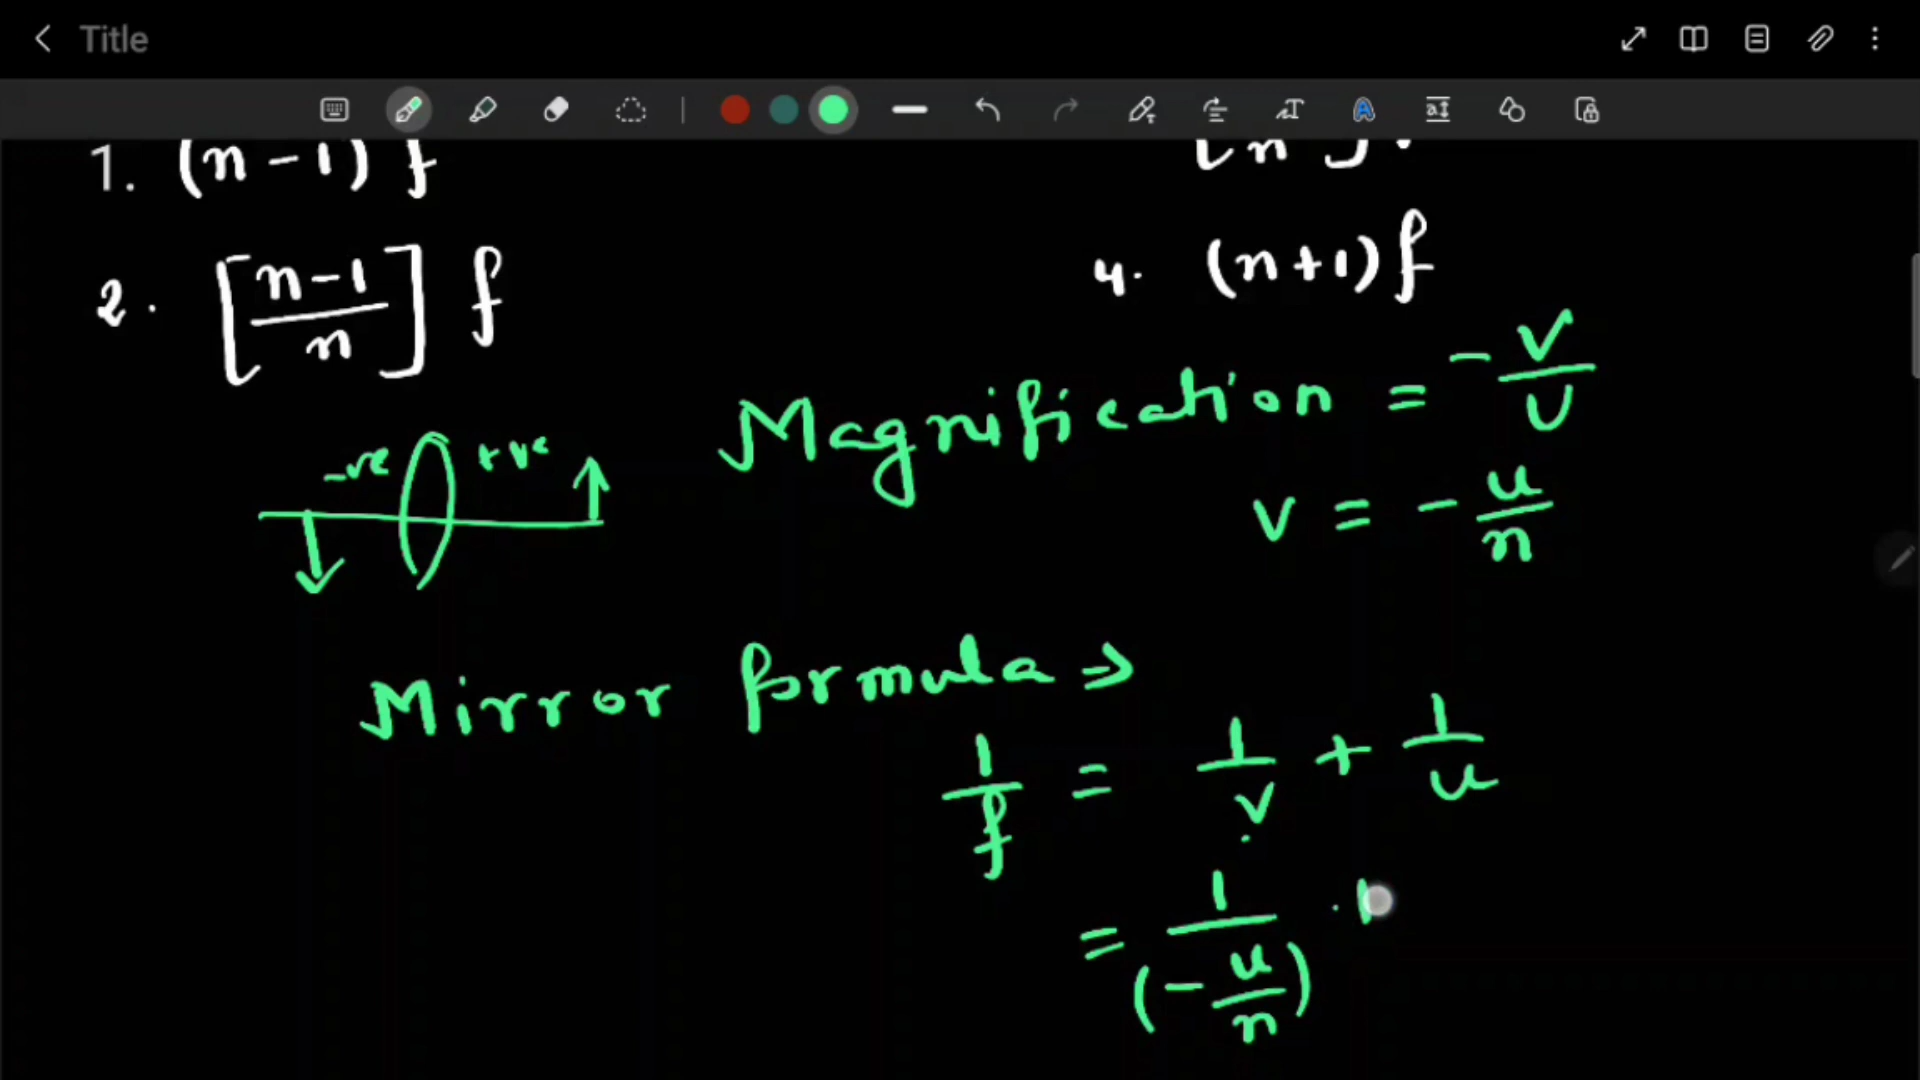 Title
1. (n-1) f
[n].
2. [n-1/n] f
4. (n+1) f
Magnification = - V/U
-ve +ve
v = - u/n
Mirror formula ⇒
1/f = 1/v + 1/u
= 1/(- u/n)